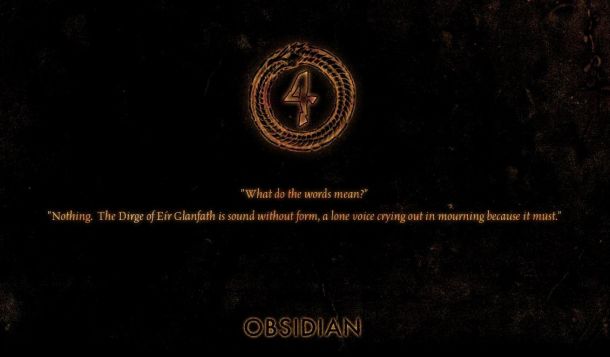 4
"What do the words mean?"
"Nothing.  The Dirge of Eír Glanfath is sound without form, a lone voice crying out in mourning because it must."
OBSIDIAN